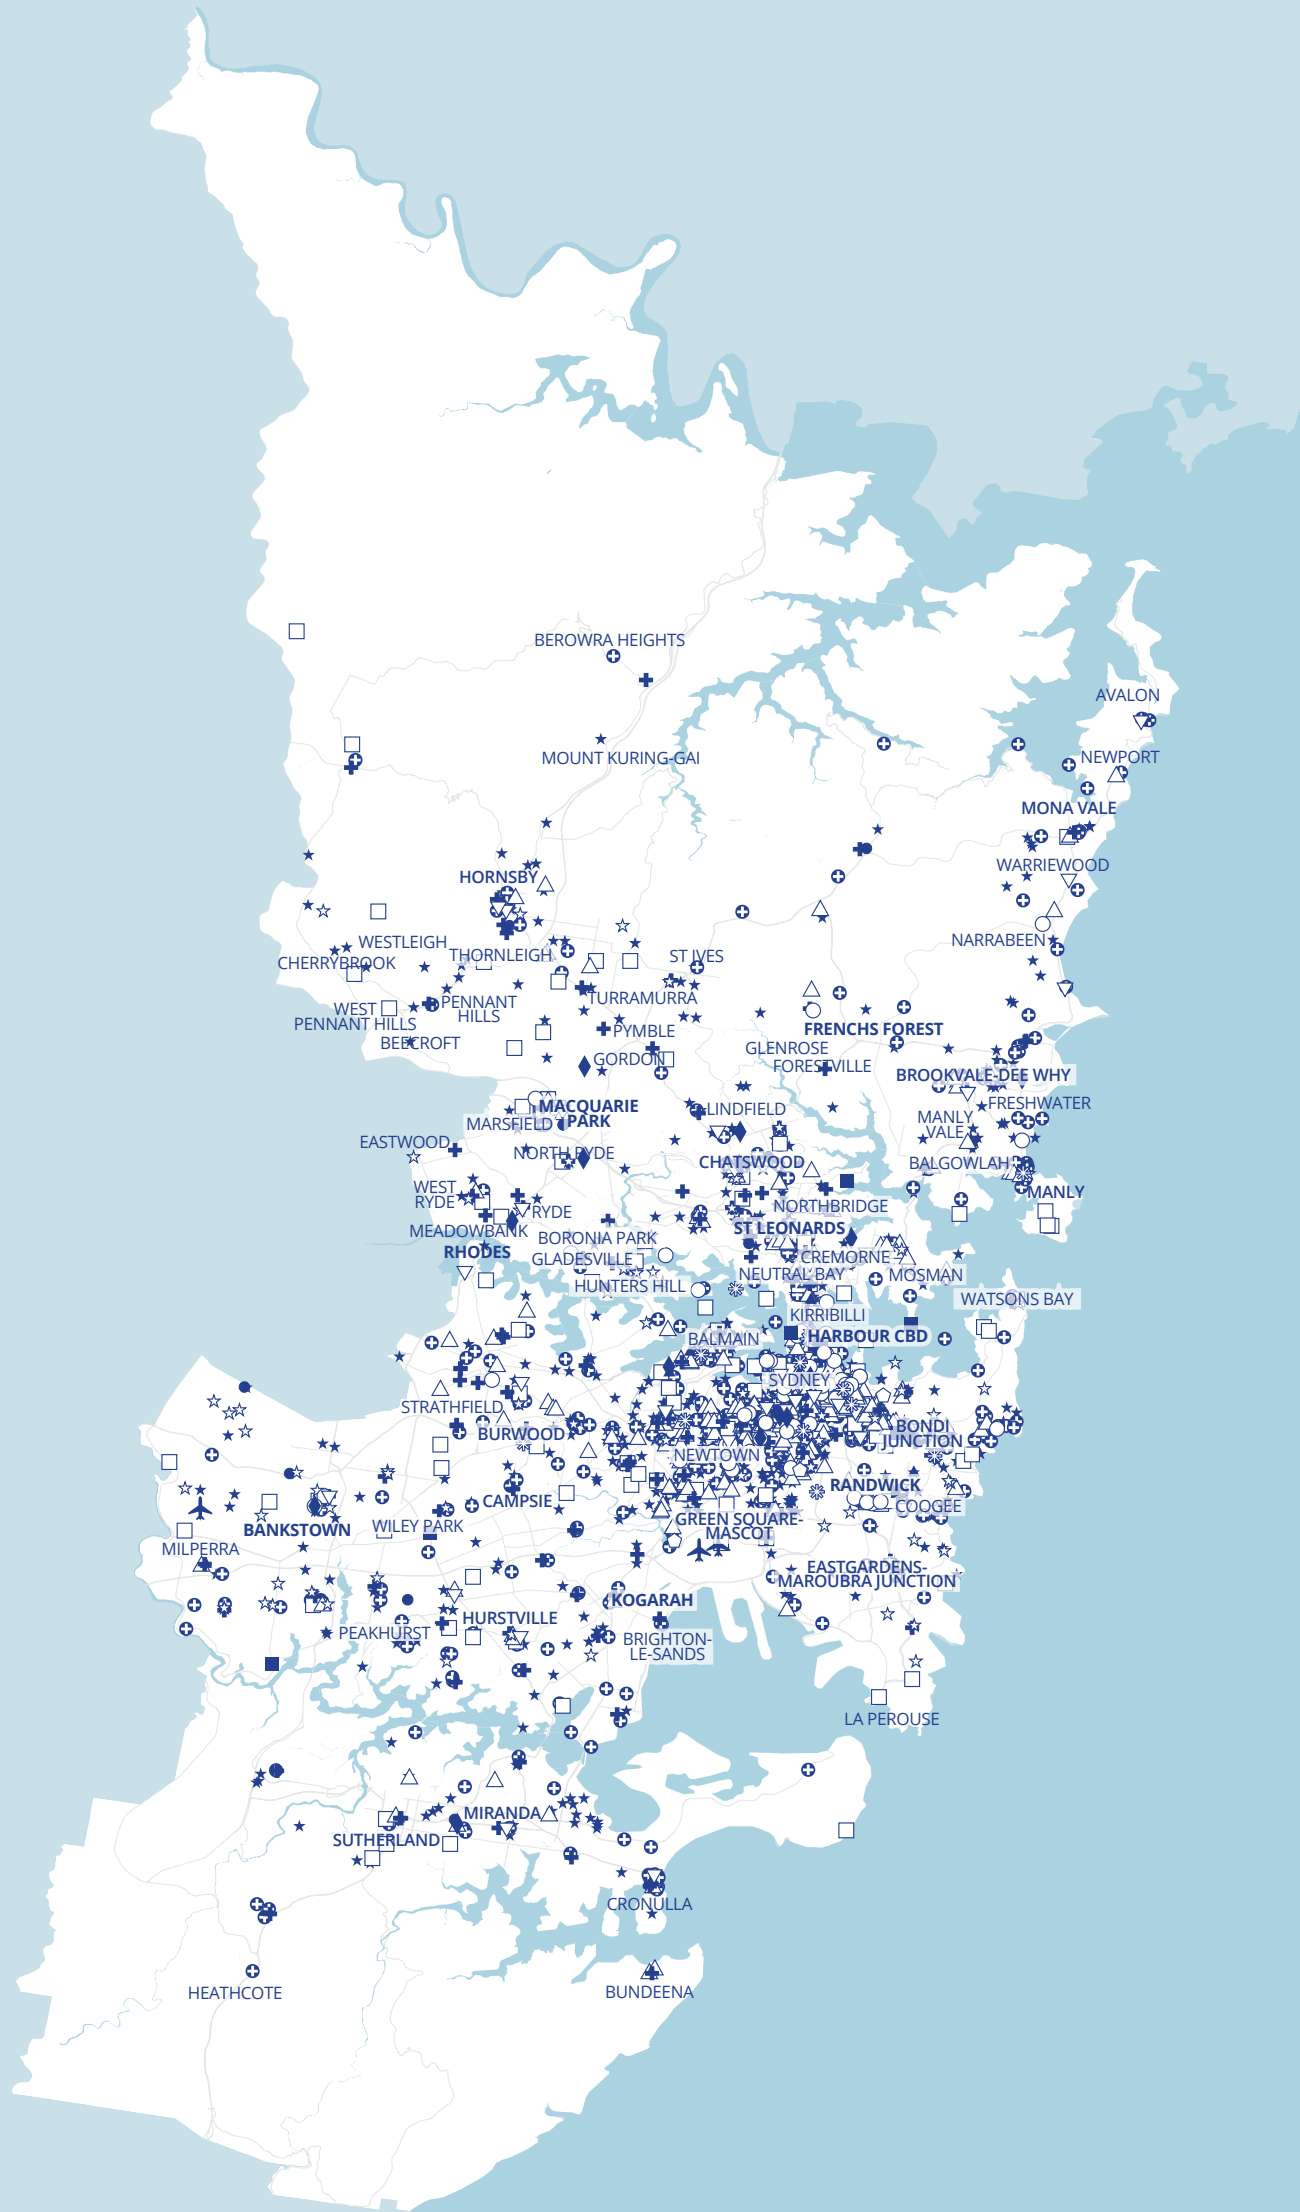 BEROWRA HEIGHTS
AVALON
MOUNT KURING-GAI
NEWPORT
MONA VALE
WARRIEWOOD
HORNSBY
WESTLEIGH
THORNLEIGH
CHERRYBROOK
ST IVES
NARRABEEN
TURRAMURRA
PENNANT
HILLS
WEST
PENNANT HILLS
PYMBLE
FRENCHS FOREST
BEECROFT
GORDON
GLENROSE
FORESTVILLE
BROOKVALE-DEE WHY
MACQUARIE
PARK
MARSFIELD
LINDFIELD
FRESHWATER
MANLY
VALE
EASTWOOD
NORTH RYDE
CHATSWOOD
BALGOWLAH
WEST
RYDE
MANLY
RYDE
NORTHBRIDGE
MEADOWBANK
ST LEONARDS
BORONIA PARK
RHODES
GLADESVILLE
CREMORNE
NEUTRAL BAY
MOSMAN
HUNTERS HILL
WATSONS BAY
KIRRIBILLI
BALMAIN
HARBOUR CBD
SYDNEY
STRATHFIELD
BURWOOD
BONDI
JUNCTION
NEWTOWN
RANDWICK
CAMPSIE
COOGEE
BANKSTOWN
WILEY PARK
GREEN SQUARE-
MASCOT
MILPERRA
EASTGARDENS-
MAROUBRA JUNCTION
KOGARAH
HURSTVILLE
PEAKHURST
BRIGHTON-
LE-SANDS
LA PEROUSE
MIRANDA
SUTHERLAND
CRONULLA
HEATHCOTE
BUNDEENA